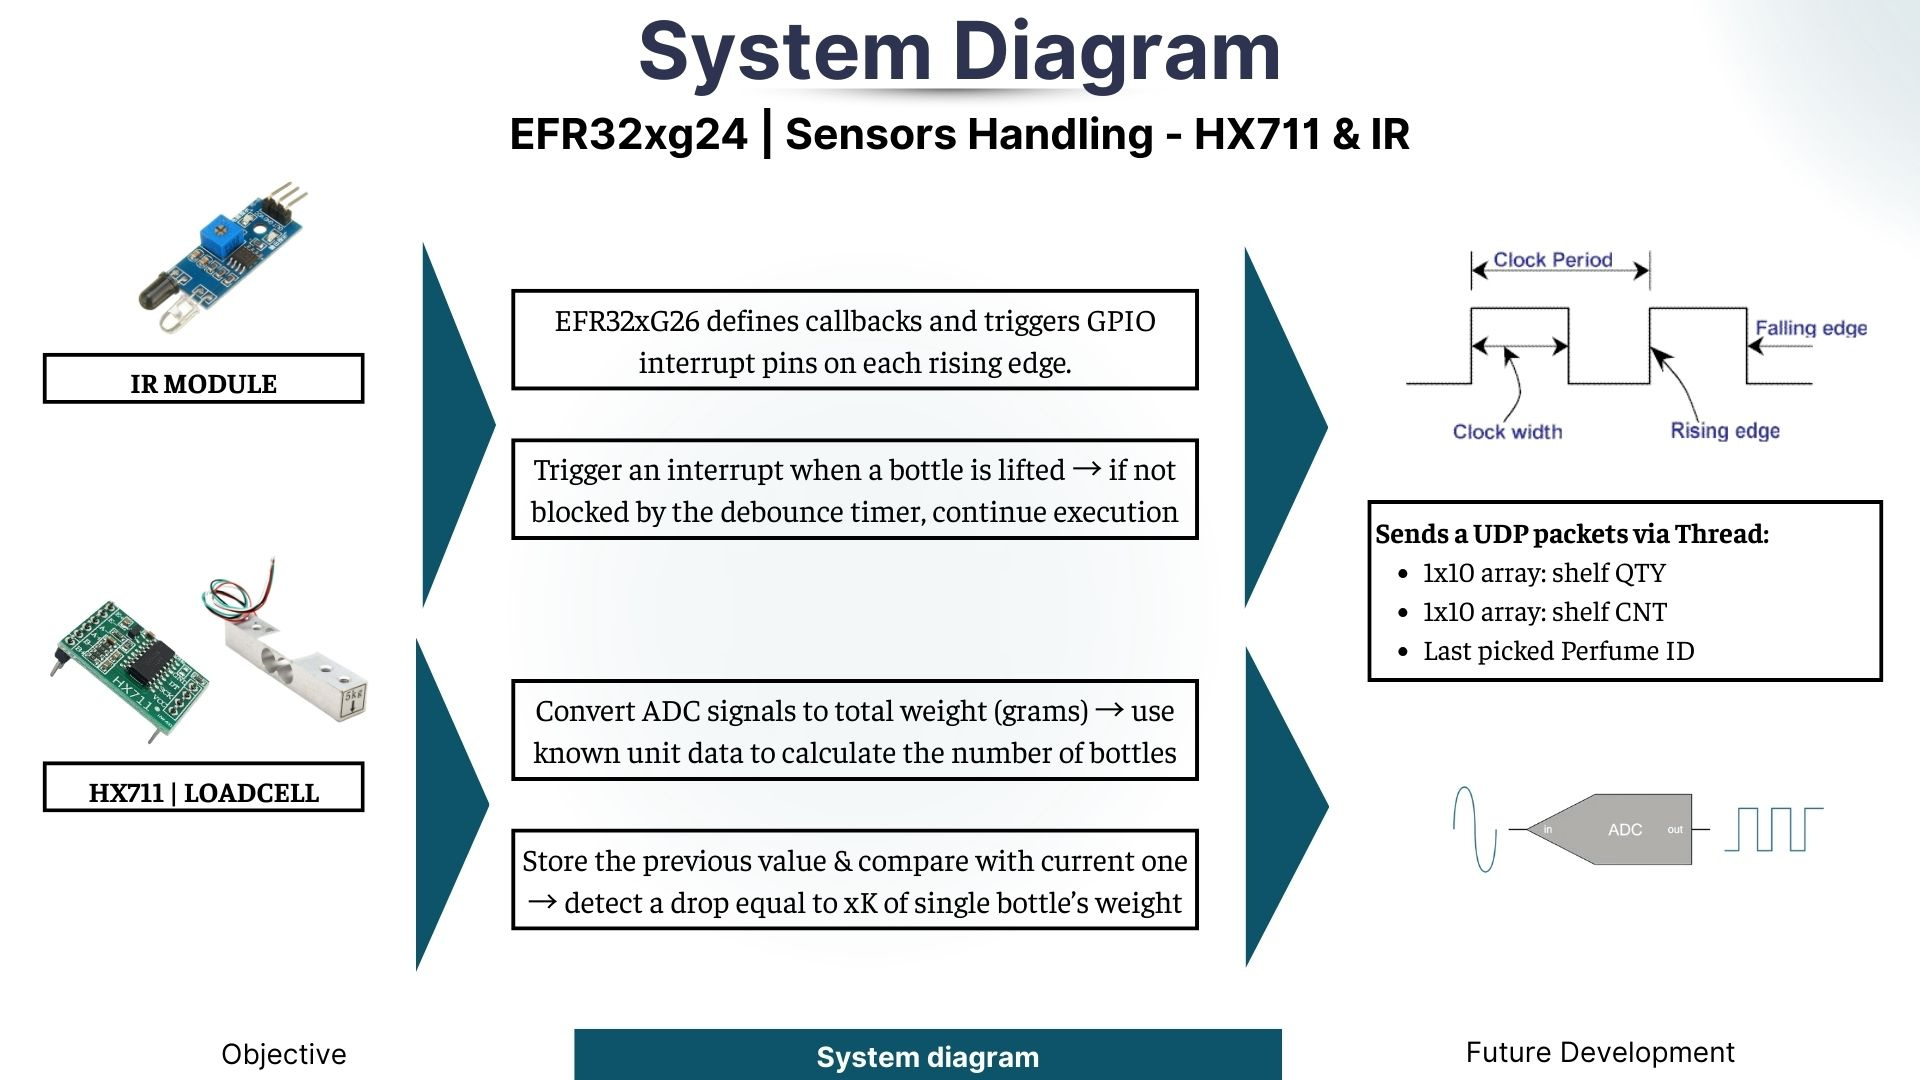 System Diagram
EFR32xg24 | Sensors Handling - HX711 & IR
IR MODULE
EFR32xG26 defines callbacks and triggers GPIO
interrupt pins on each rising edge.
Trigger an interrupt when a bottle is lifted → if not
blocked by the debounce timer, continue execution
Clock Period
Falling edge
Clock width
Rising edge
Sends a UDP packets via Thread:
• 1x10 array: shelf QTY
• 1x10 array: shelf CNT
• Last picked Perfume ID
HX711
5kg
HX711 | LOADCELL
Convert ADC signals to total weight (grams) → use
known unit data to calculate the number of bottles
Store the previous value & compare with current one
→ detect a drop equal to xK of single bottle’s weight
in
ADC
out
Objective
System diagram
Future Development